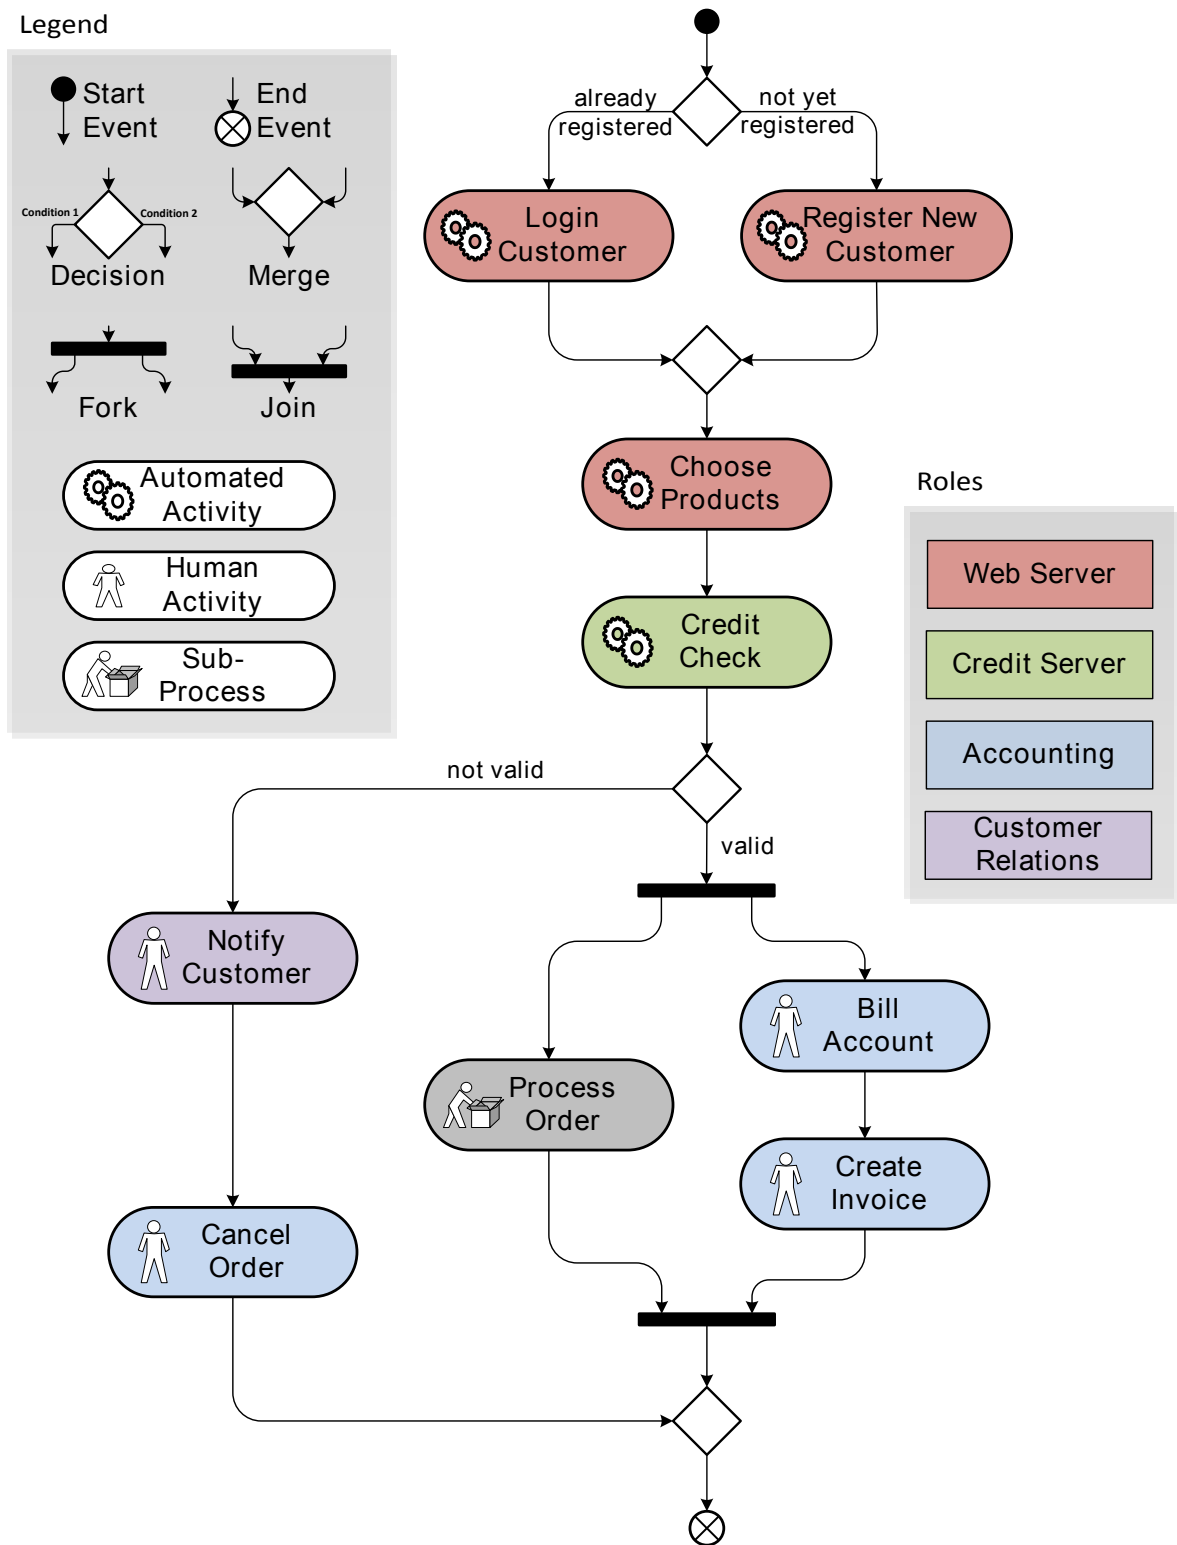 Legend
Start
Event
End
Event
Condition 1
Condition 2
Decision
Merge
Fork
Join
Automated
Activity
Human
Activity
Sub-
Process
already
registered
not yet
registered
Login
Customer
Register New
Customer
Choose
Products
Credit
Check
Roles
Web Server
Credit Server
Accounting
Customer
Relations
not valid
valid
Notify
Customer
Bill
Account
Process
Order
Create
Invoice
Cancel
Order